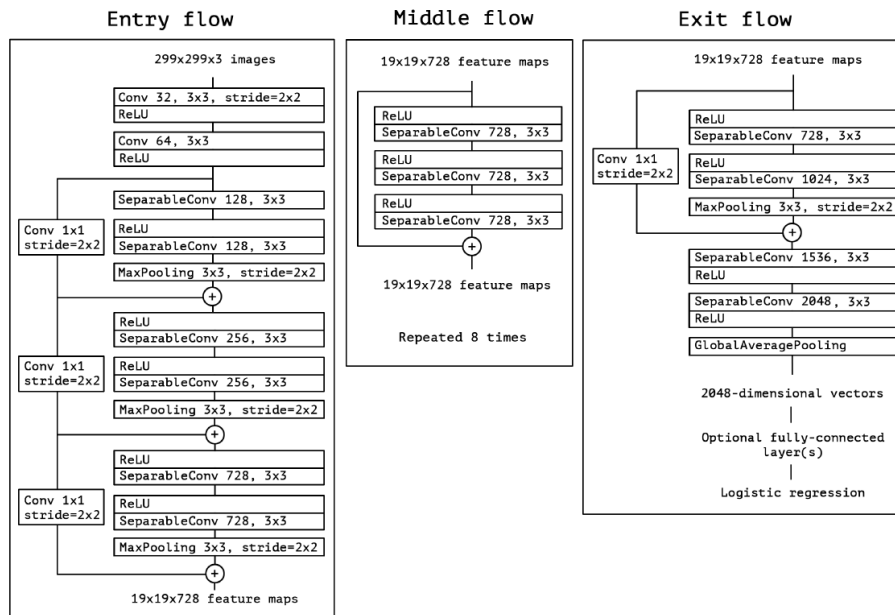 Entry flow
299x299x3 images
Conv 32, 3x3, stride=2x2
ReLU
Conv 64, 3x3
ReLU
SeparableConv 128, 3x3
Conv 1x1
stride=2x2
ReLU
SeparableConv 128, 3x3
MaxPooling 3x3, stride=2x2
+
ReLU
SeparableConv 256, 3x3
Conv 1x1
stride=2x2
ReLU
SeparableConv 256, 3x3
MaxPooling 3x3, stride=2x2
+
ReLU
SeparableConv 728, 3x3
Conv 1x1
stride=2x2
ReLU
SeparableConv 728, 3x3
MaxPooling 3x3, stride=2x2
+
19x19x728 feature maps
Middle flow
19x19x728 feature maps
ReLU
SeparableConv 728, 3x3
ReLU
SeparableConv 728, 3x3
ReLU
SeparableConv 728, 3x3
+
19x19x728 feature maps
Repeated 8 times
Exit flow
19x19x728 feature maps
ReLU
SeparableConv 728, 3x3
Conv 1x1
stride=2x2
ReLU
SeparableConv 1024, 3x3
MaxPooling 3x3, stride=2x2
+
SeparableConv 1536, 3x3
ReLU
SeparableConv 2048, 3x3
ReLU
GlobalAveragePooling
2048-dimensional vectors
Optional fully-connected
layer(s)
Logistic regression